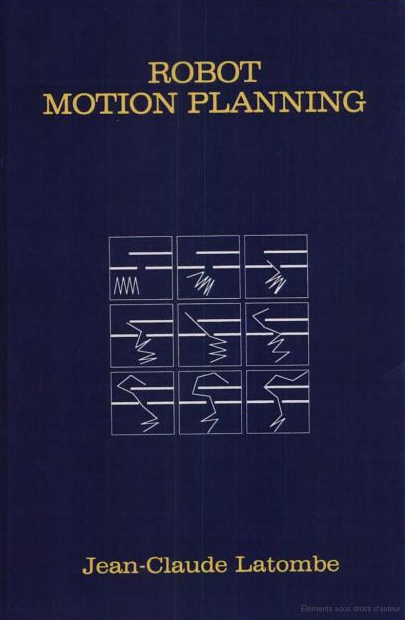 ROBOT
MOTION PLANNING
Jean-Claude Latombe
Éléments sous droits d'auteur